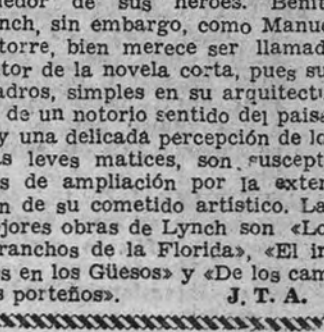 edor de sus héroes. Beni
nch, sin embargo, como Manue
torre, bien merece ser llamad
tor de la novela corta, pues su
adros, simples en su arquitectu
de un notorio sentido del paisa
y una delicada percepción de lo
s leves matices, son suscept
s de ampliación por la exten
n de su cometido artístico. La
jores obras de Lynch son «Lo
ranchos de la Florida», «El in
s en los Güesos» y «De los cam
s porteños». J. T. A.